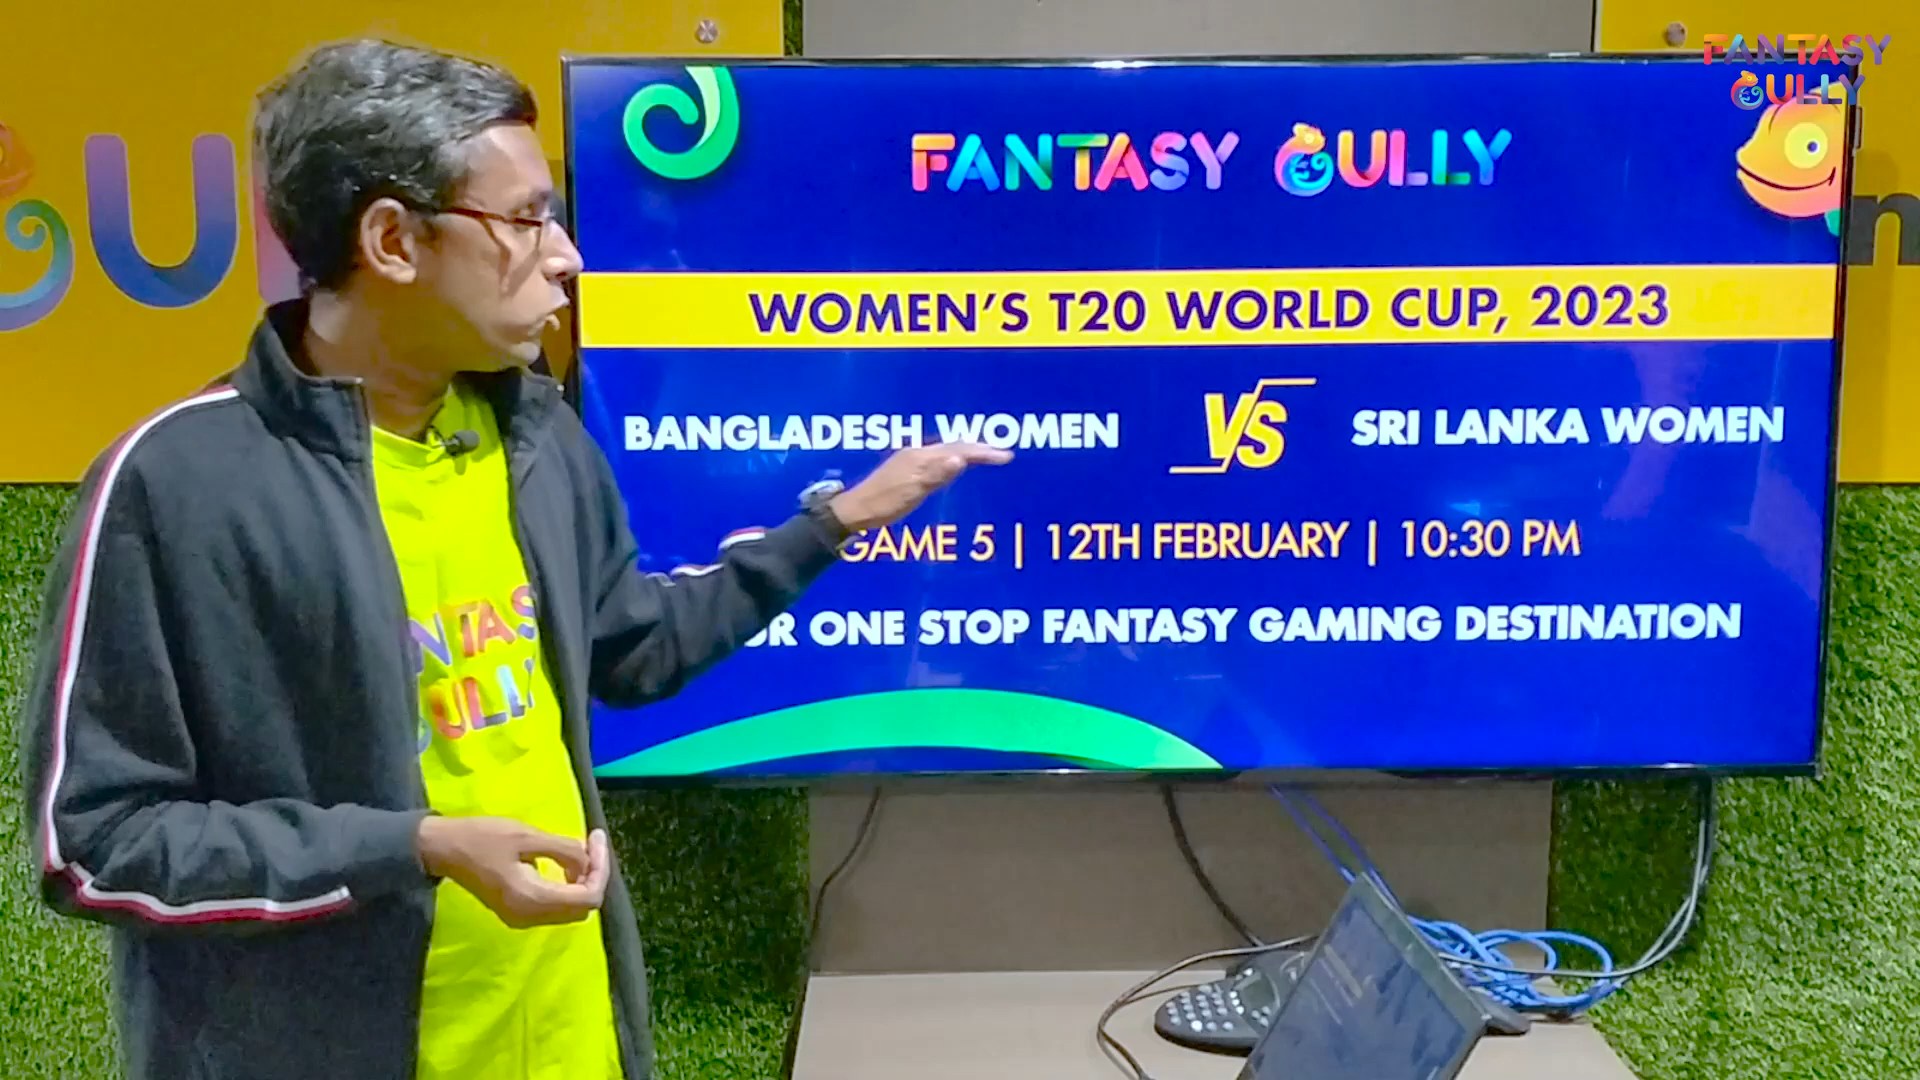 FANTASY
GULLY
FANTASY GULLY
WOMEN'S T20 WORLD CUP, 2023
BANGLADESH WOMEN VS SRI LANKA WOMEN
GAME 5 | 12TH FEBRUARY | 10:30 PM
ONE STOP FANTASY GAMING DESTINATION
GULLY